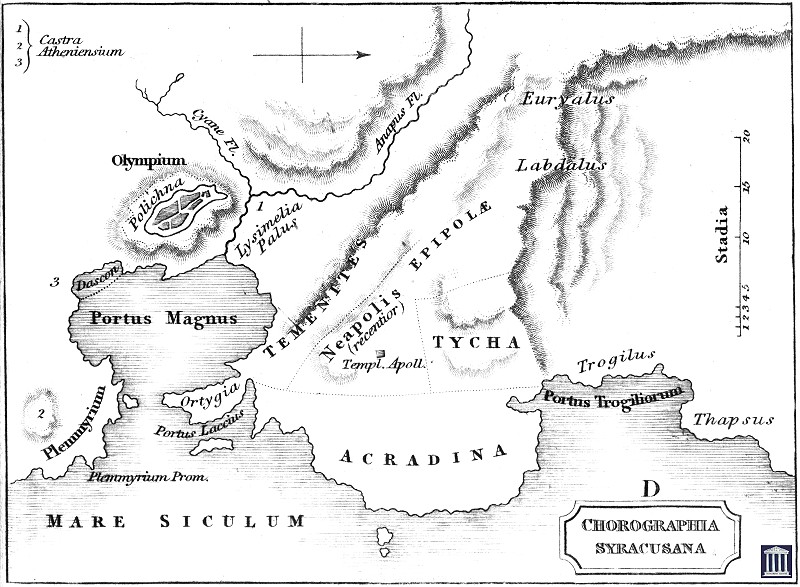 1
2
3
Castra
Atheniensium
Cyane Fl.
Anapus Fl.
Euryalus
Olympium
Polichna
Labdalus
1
Lysimelia
Palus
EPIPOLÆ
Stadia
20
15
10
1 2 3 4 5
3
Dascon
Portus Magnus
TEMENITES
Neapolis
(recentior)
Templ. Apoll.
TYCHA
Trogilus
Portus Trogiliorum
Thapsus
2
Plemmyrium
Ortygia
Portus Laccius
Plemmyrium Prom.
ACRADINA
MARE SICULUM
D
CHOROGRAPHIA
SYRACUSANA